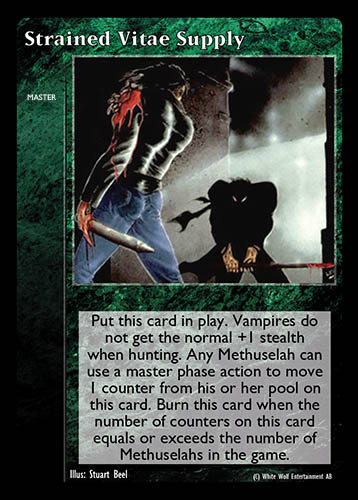 Strained Vitae Supply
MASTER
Put this card in play. Vampires do
not get the normal +1 stealth
when hunting. Any Methuselah can
use a master phase action to move
1 counter from his or her pool on
this card. Burn this card when the
number of counters on this card
equals or exceeds the number of
Methuselahs in the game.
Illus: Stuart Beel
(C) White Wolf Entertainment AB